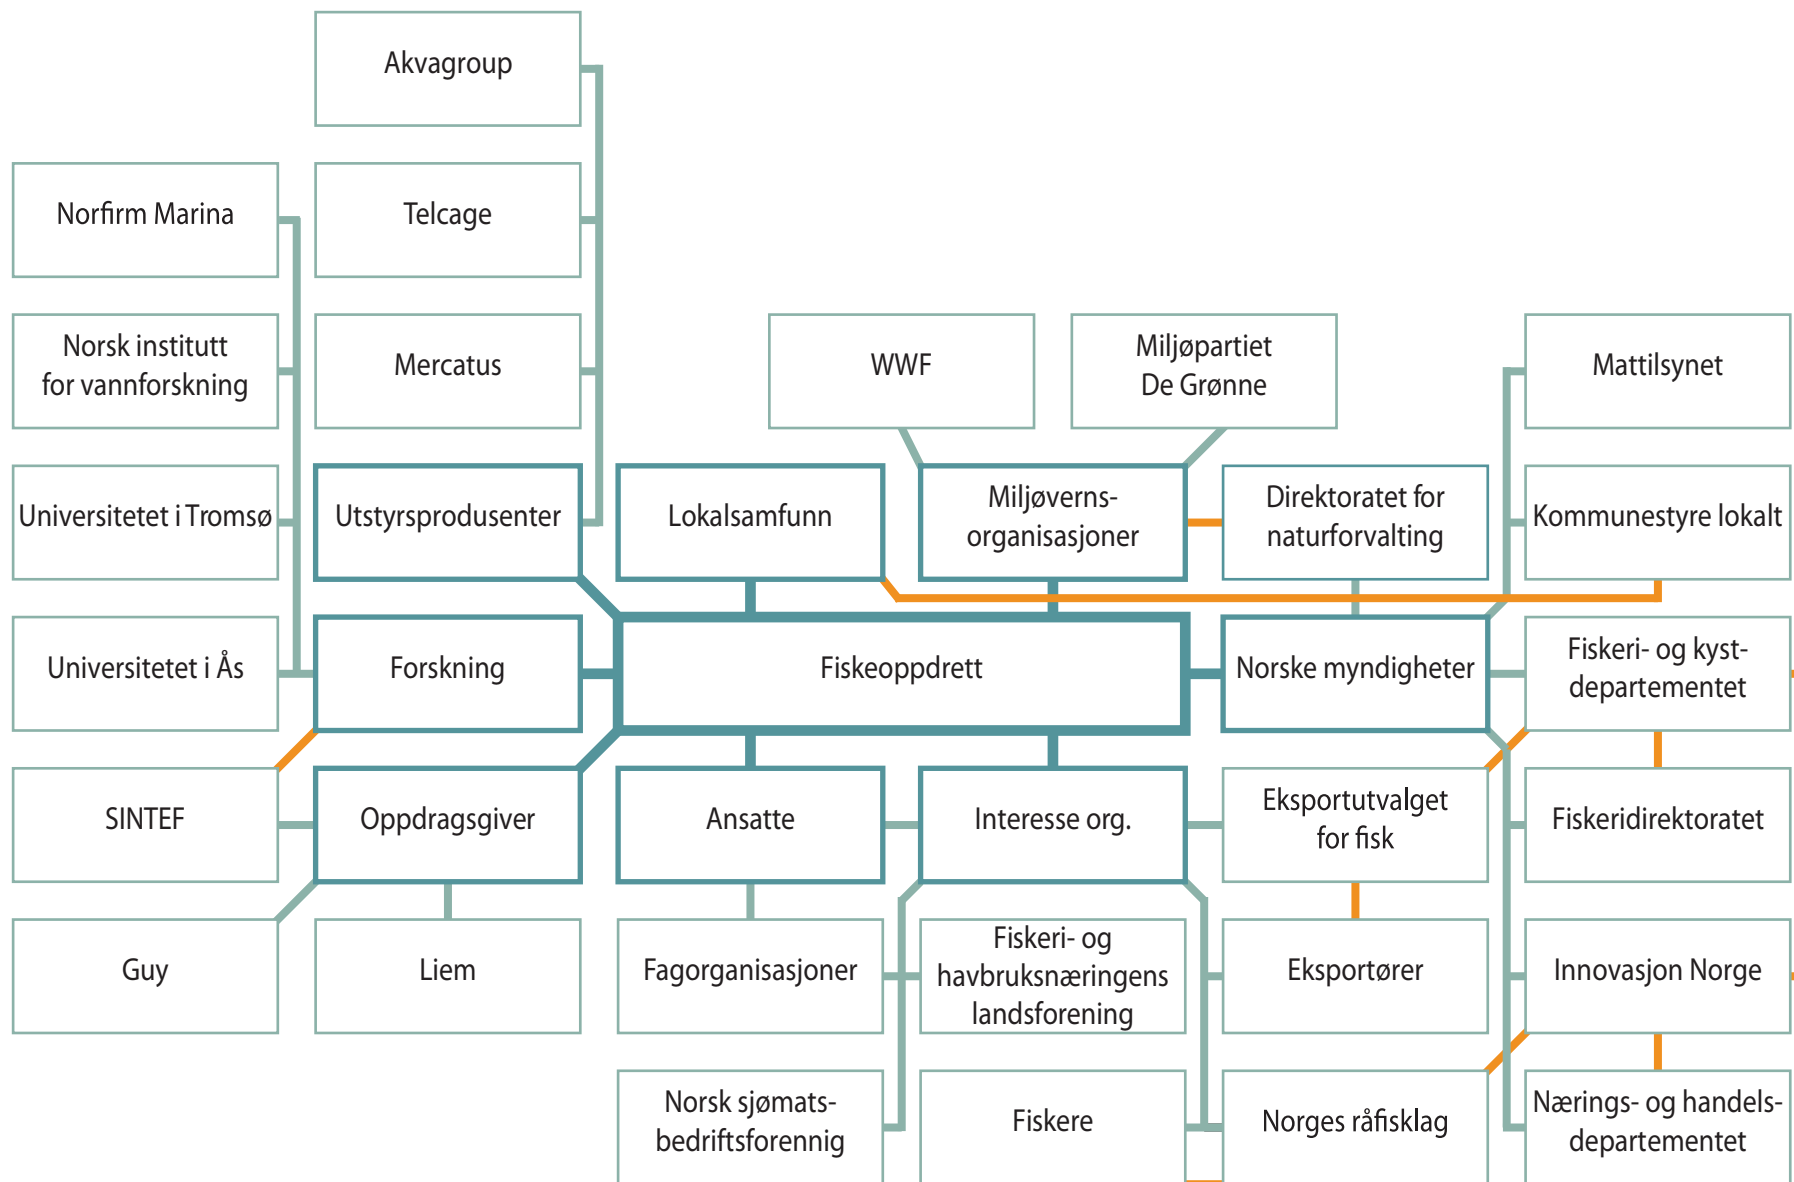 Akvagroup
Norfirm Marina
Telcage
Norsk institutt
for vannforskning
Mercatus
WWF
Miljøpartiet
De Grønne
Mattilsynet
Universitetet i Tromsø
Utstyrsprodusenter
Lokalsamfunn
Miljøverns-
organisasjoner
Direktoratet for
naturforvalting
Kommunestyre lokalt
Universitetet i Ås
Forskning
Fiskeoppdrett
Norske myndigheter
Fiskeri- og kyst-
departementet
SINTEF
Oppdragsgiver
Ansatte
Interesse org.
Eksportutvalget
for fisk
Fiskeridirektoratet
Guy
Liem
Fagorganisasjoner
Fiskeri- og
havbruksnæringens
landsforening
Eksportører
Innovasjon Norge
Norsk sjømats-
bedriftsforennig
Fiskere
Norges råfisklag
Nærings- og handels-
departementet